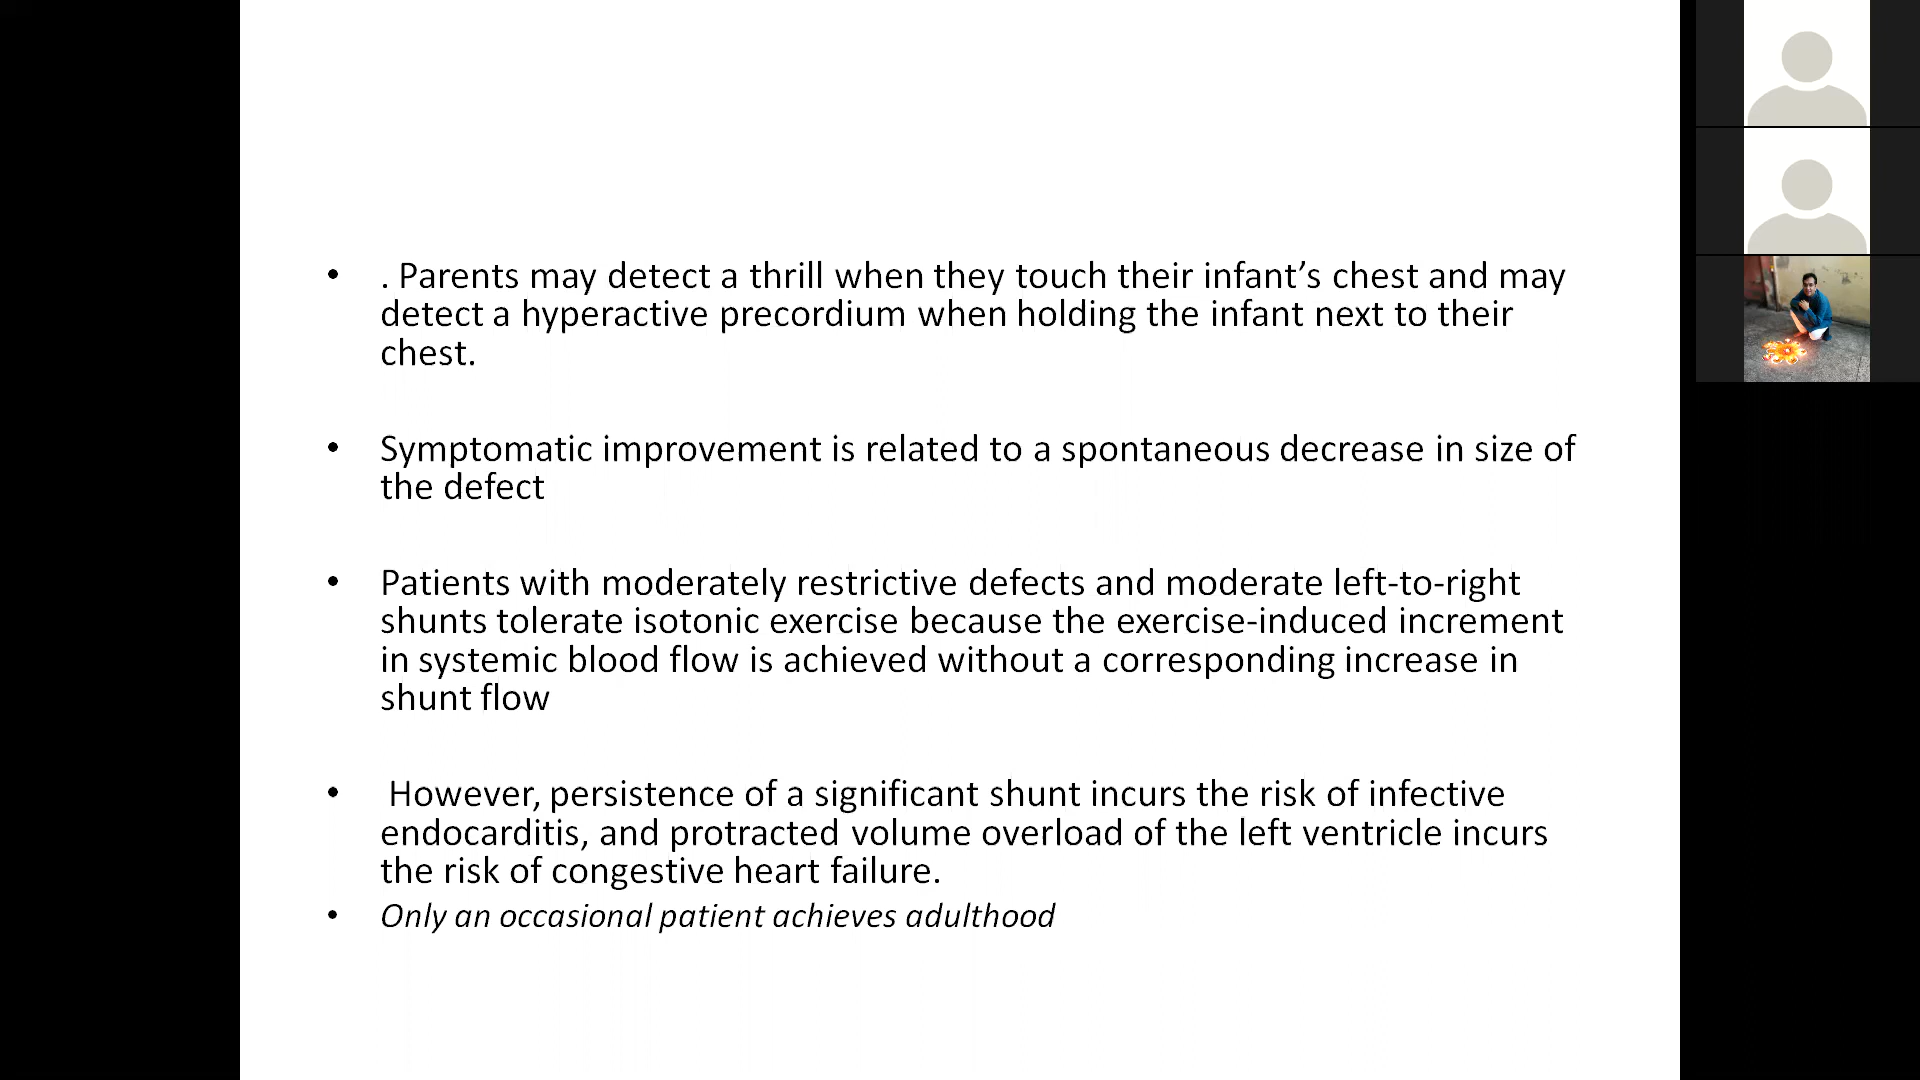 • . Parents may detect a thrill when they touch their infant’s chest and may
detect a hyperactive precordium when holding the infant next to their
chest.
• Symptomatic improvement is related to a spontaneous decrease in size of
the defect
• Patients with moderately restrictive defects and moderate left-to-right
shunts tolerate isotonic exercise because the exercise-induced increment
in systemic blood flow is achieved without a corresponding increase in
shunt flow
• However, persistence of a significant shunt incurs the risk of infective
endocarditis, and protracted volume overload of the left ventricle incurs
the risk of congestive heart failure.
• Only an occasional patient achieves adulthood